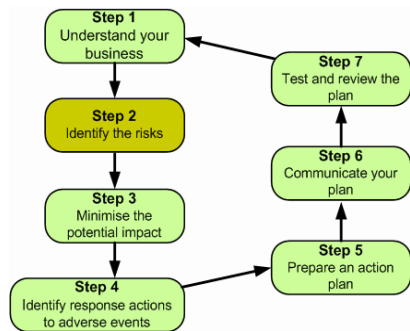 Step 1
Understand your
business
Step 2
Identify the risks
Step 3
Minimise the
potential impact
Step 4
Identify response actions
to adverse events
Step 5
Prepare an action
plan
Step 6
Communicate your
plan
Step 7
Test and review the
plan